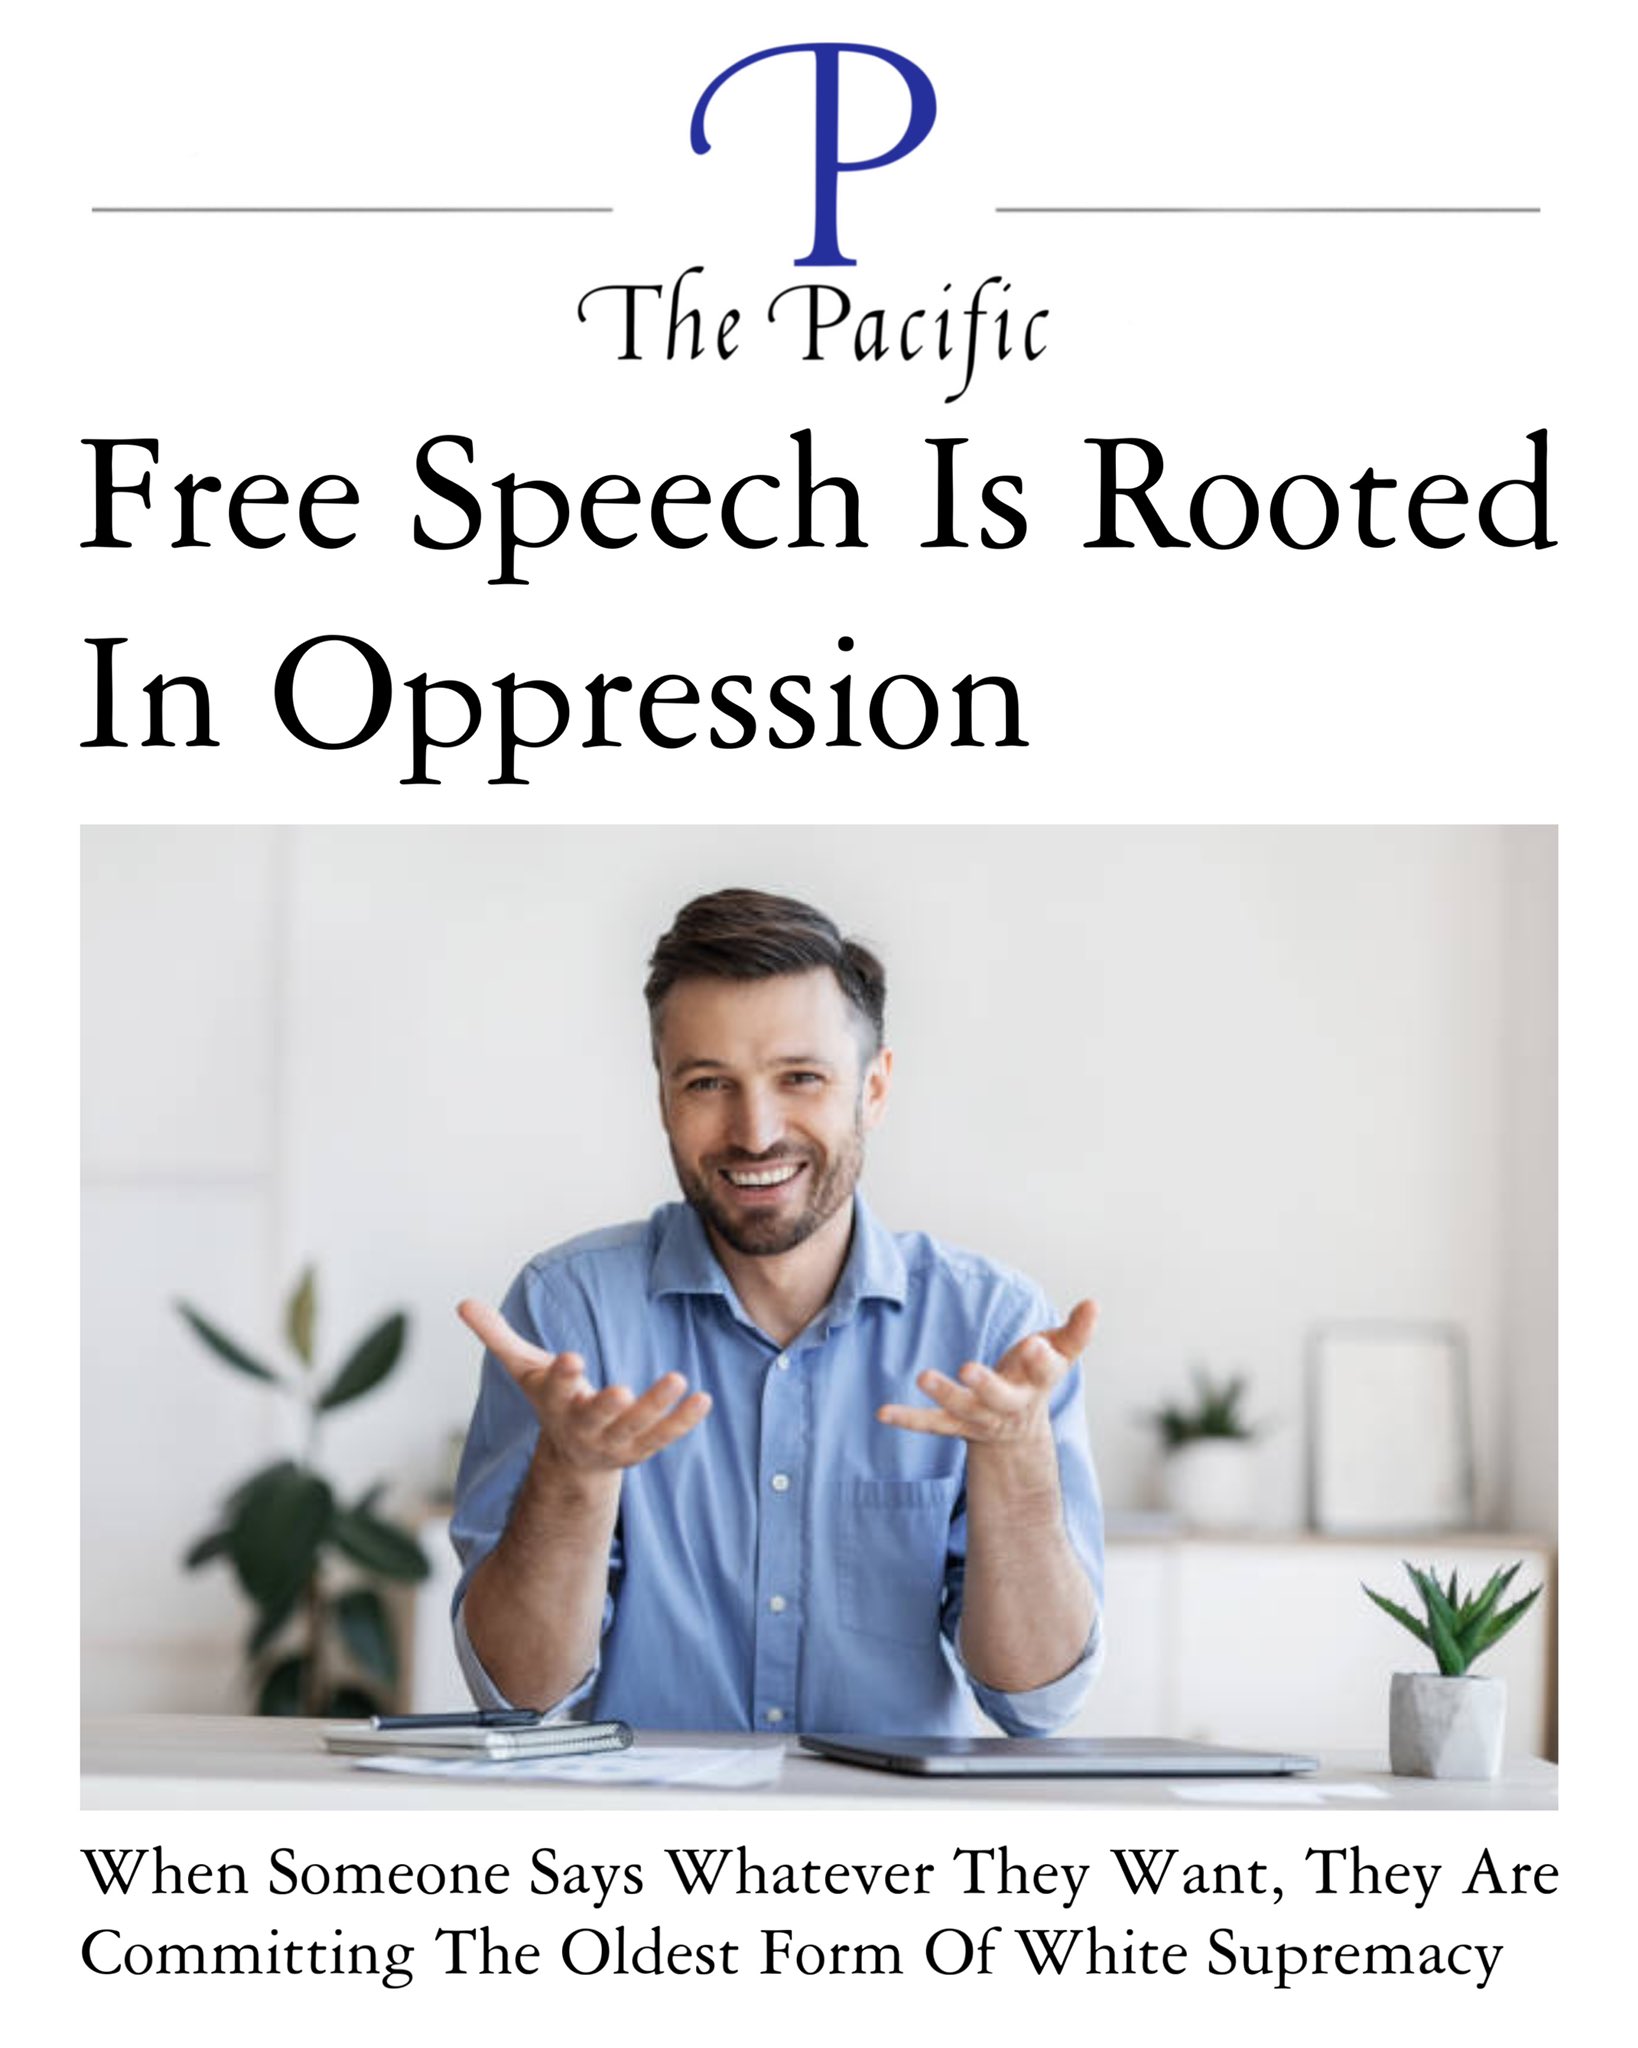 P
The Pacific
Free Speech Is Rooted
In Oppression
When Someone Says Whatever They Want, They Are
Committing The Oldest Form Of White Supremacy